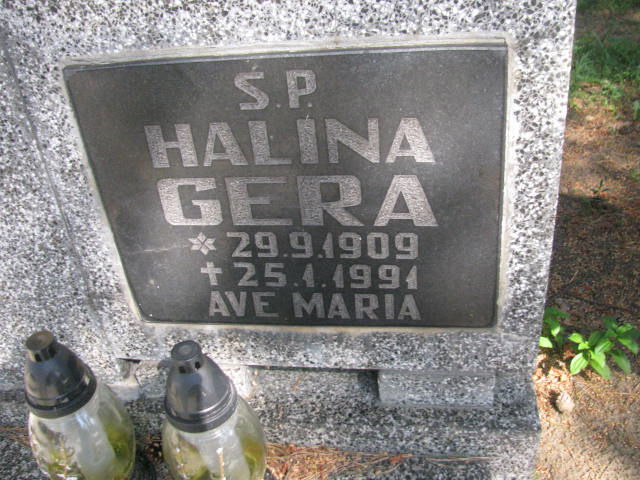 Ś.P.
HALINA
GERA
* 29.9.1909
† 25.1.1991
AVE MARIA